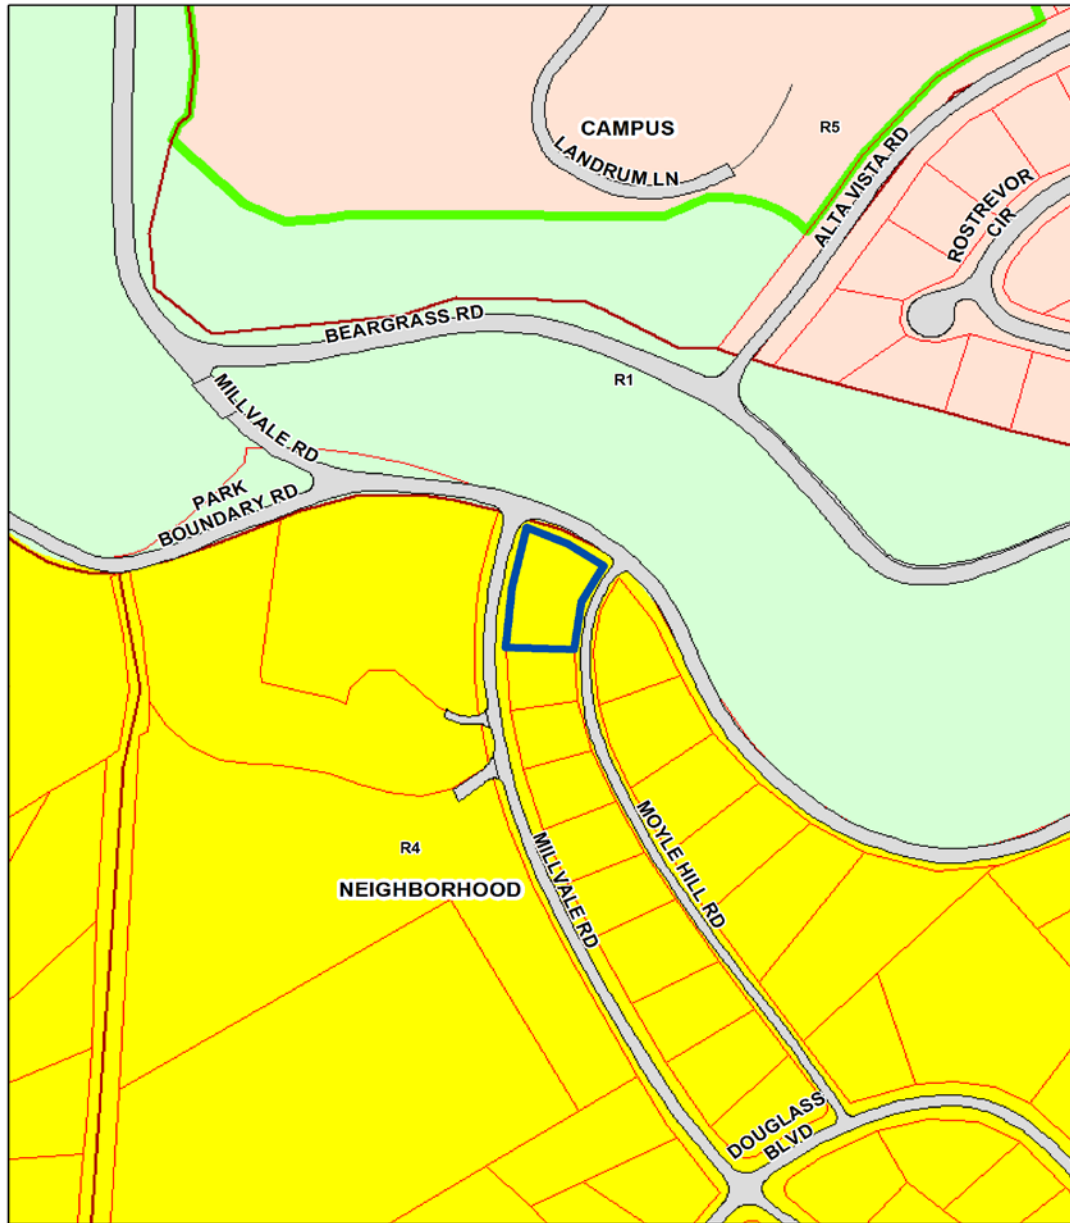 CAMPUS
R5
LANDRUM LN
ALTA VISTA RD
ROSTREVOR
CIR
BEARGRASS RD
R1
MILLVALE RD
PARK
BOUNDARY RD
MOYLE HILL RD
MILLVALE RD
R4
NEIGHBORHOOD
DOUGLASS
BLVD